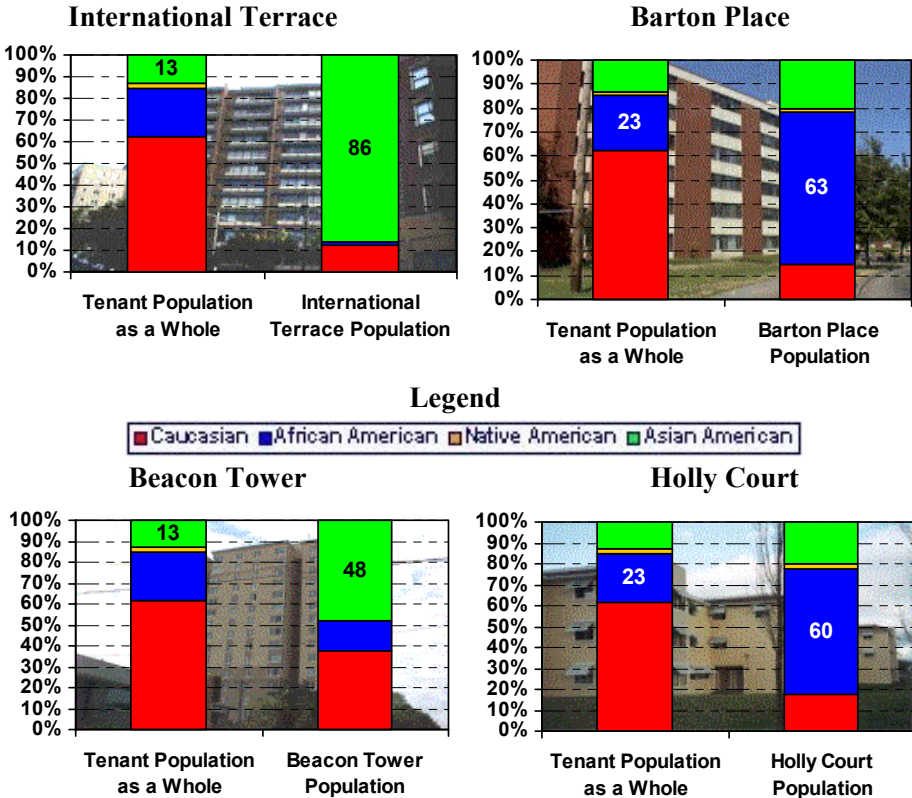 International Terrace
100%
90%
80%
70%
60%
50%
40%
30%
20%
10%
0%
13
86
Tenant Population
as a Whole
International
Terrace Population
Barton Place
100%
90%
80%
70%
60%
50%
40%
30%
20%
10%
0%
23
63
Tenant Population
as a Whole
Barton Place
Population
Legend
Caucasian African American Native American Asian American
Beacon Tower
100%
90%
80%
70%
60%
50%
40%
30%
20%
10%
0%
13
48
Tenant Population
as a Whole
Beacon Tower
Population
Holly Court
100%
90%
80%
70%
60%
50%
40%
30%
20%
10%
0%
23
60
Tenant Population
as a Whole
Holly Court
Population